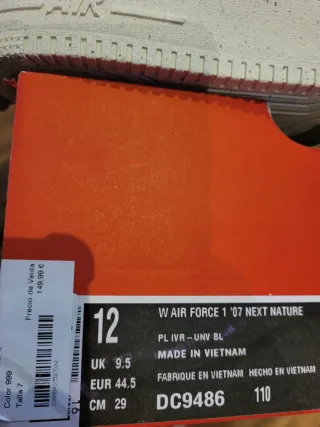 AIR
12
W AIR FORCE 1 '07 NEXT NATURE
PL IVR – UNV BL
MADE IN VIETNAM
UK 9.5
FABRIQUE EN VIETNAM HECHO EN VIETNAM
EUR 44.5
CM 29
DC9486
110
Precio de Venta
149.99 €
Color 999
Talla 7